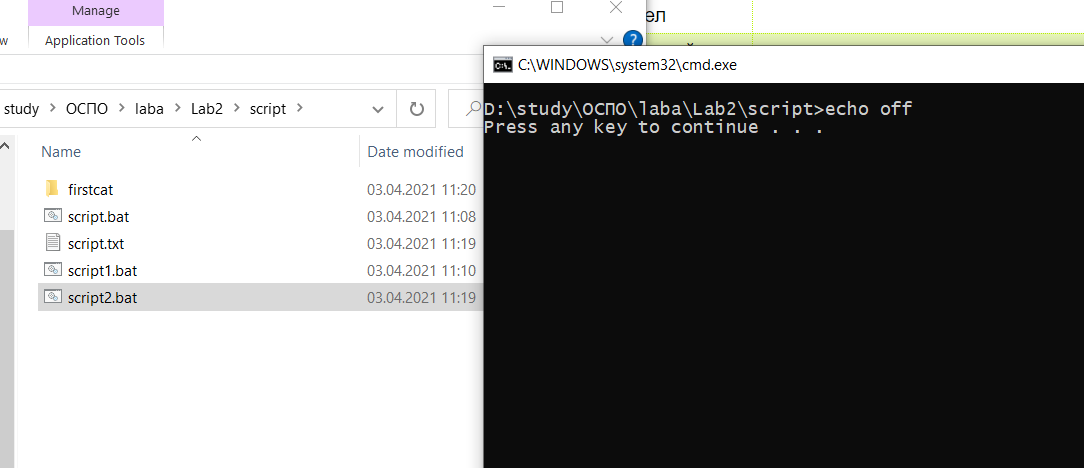 Manage
w
Application Tools
?
ел
study > ОСПО > laba > Lab2 > script >
Name
Date modified
firstcat 03.04.2021 11:20
script.bat 03.04.2021 11:08
script.txt 03.04.2021 11:19
script1.bat 03.04.2021 11:10
script2.bat 03.04.2021 11:19
C:\WINDOWS\system32\cmd.exe
D:\study\ОСПО\laba\Lab2\script>echo off
Press any key to continue . . .